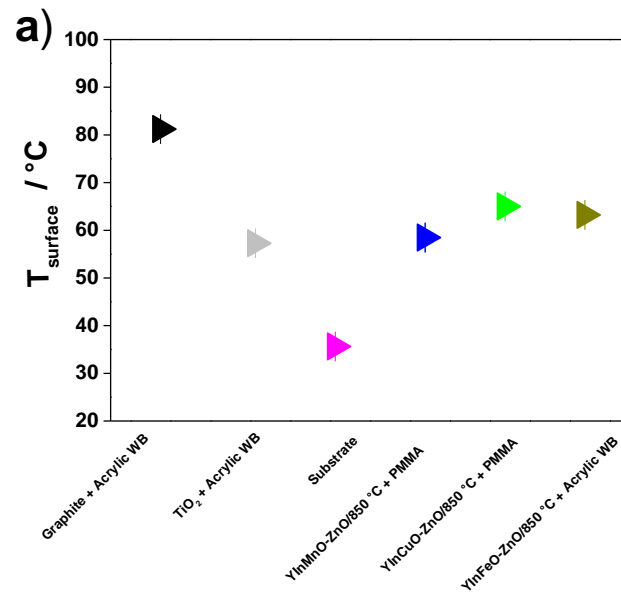 a)
T surface / °C
100
90
80
70
60
50
40
30
20
Graphite + Acrylic WB
TiO₂ + Acrylic WB
Substrate
YInMnO-ZnO/850 °C + PMMA
YInCuO-ZnO/850 °C + PMMA
YInFeO-ZnO/850 °C + Acrylic WB